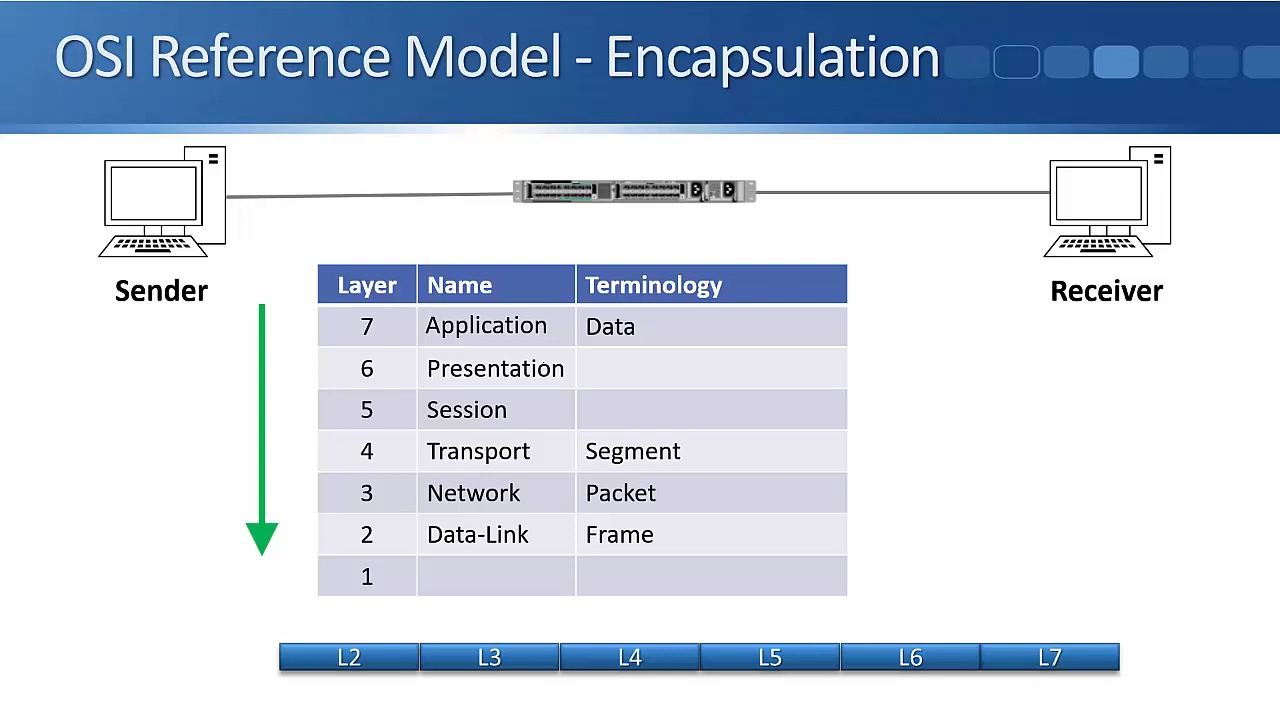 OSI Reference Model - Encapsulation
Sender
Receiver
Layer Name Terminology
7 Application Data
6 Presentation
5 Session
4 Transport Segment
3 Network Packet
2 Data-Link Frame
1
L2 L3 L4 L5 L6 L7